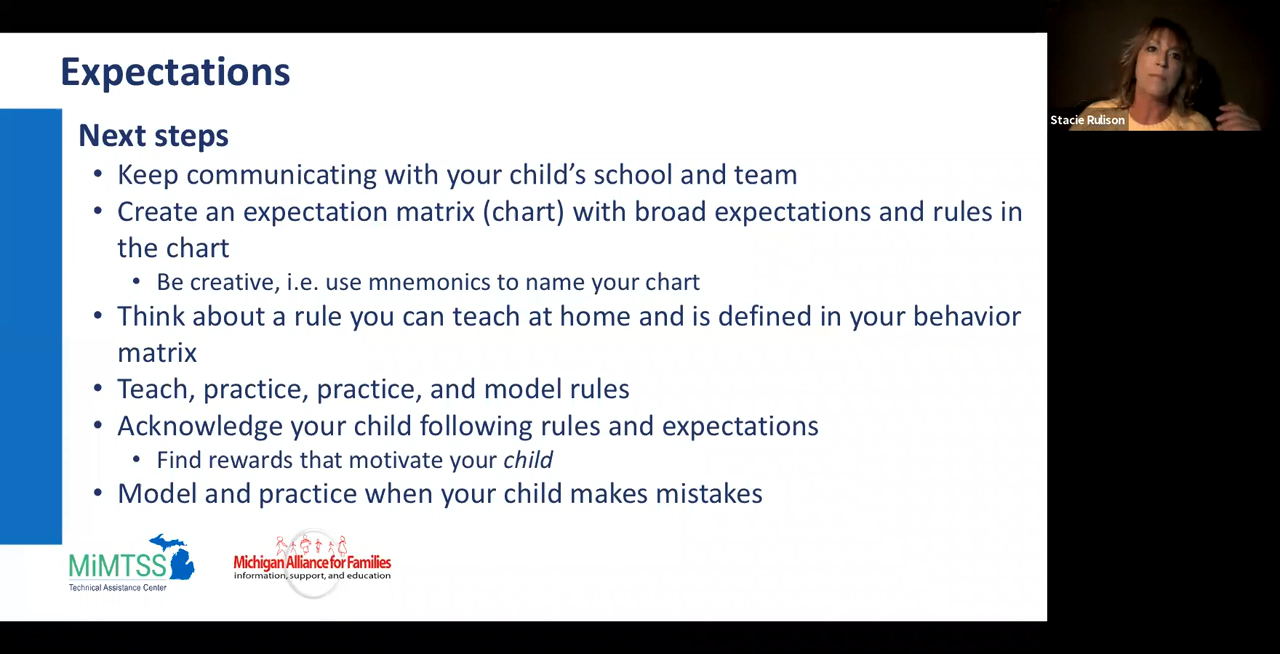 Expectations
Next steps
• Keep communicating with your child’s school and team
• Create an expectation matrix (chart) with broad expectations and rules in
the chart
• Be creative, i.e. use mnemonics to name your chart
• Think about a rule you can teach at home and is defined in your behavior
matrix
• Teach, practice, practice, and model rules
• Acknowledge your child following rules and expectations
• Find rewards that motivate your child
• Model and practice when your child makes mistakes
MiMTSS
Technical Assistance Center
Michigan Alliance for Families
information, support, and education
Stacie Rulison